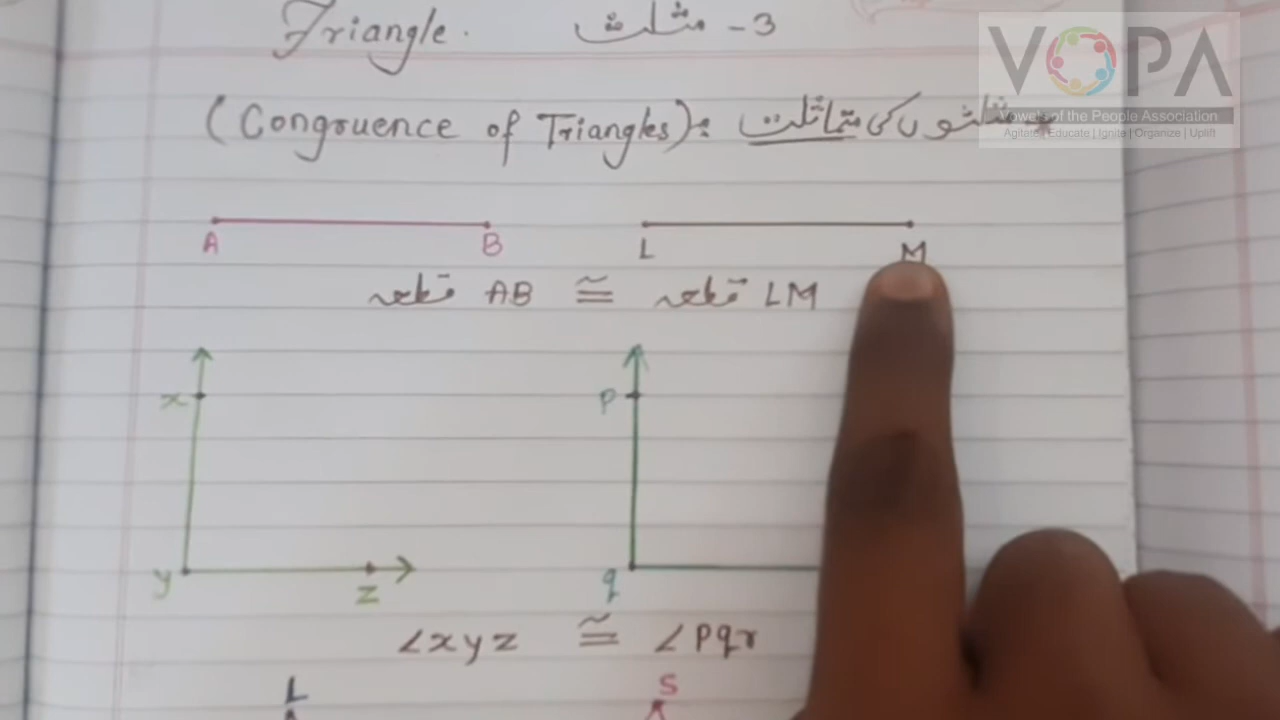 Triangle. 3- مثلث
VOPA
(Congruence of Triangles): مثلثوں کی متماثلت
Vowels of the People Association
Agitate | Educate | Ignite | Organize | Uplift
A B L M
قطعہ AB ≅ قطعہ LM
x p
y z q
∠xyz ≅ ∠pqr
L S